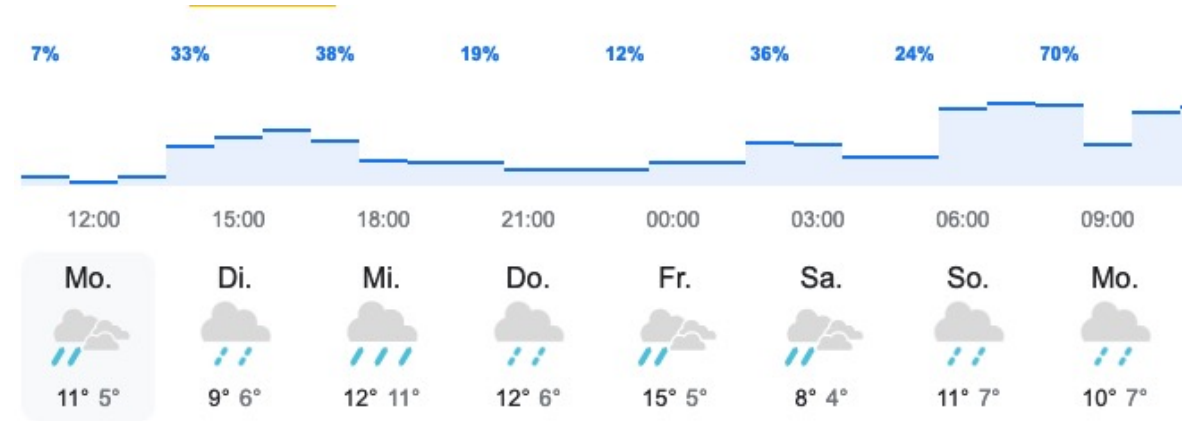 7% 33% 38% 19% 12% 36% 24% 70%
12:00 15:00 18:00 21:00 00:00 03:00 06:00 09:00
Mo. Di. Mi. Do. Fr. Sa. So. Mo.
11° 5° 9° 6° 12° 11° 12° 6° 15° 5° 8° 4° 11° 7° 10° 7°